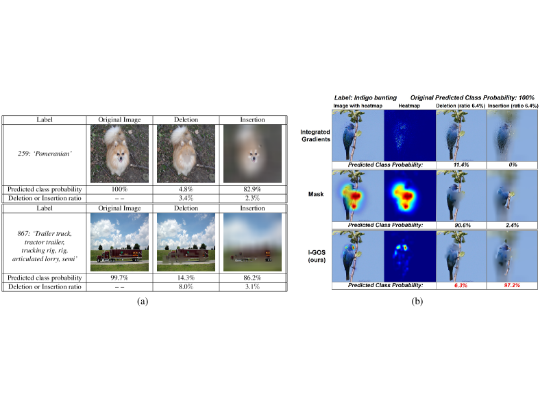 Label Original Image Deletion Insertion
259: 'Pomeranian'
Predicted class probability 100% 4.8% 82.9%
Deletion or Insertion ratio – – 3.4% 2.3%
Label Original Image Deletion Insertion
867: 'Trailer truck,
tractor trailer,
trucking rig, rig,
articulated lorry, semi'
Predicted class probability 99.7% 14.3% 86.2%
Deletion or Insertion ratio – – 8.0% 3.1%
(a)
Label: Indigo bunting Original Predicted Class Probability: 100%
Image with heatmap Heatmap Deletion (ratio 6.4%) Insertion (ratio 6.4%)
Integrated
Gradients
Predicted Class Probability: 11.4% 0%
Mask
Predicted Class Probability: 90.6% 2.4%
I-GOS
(ours)
Predicted Class Probability: 6.3% 97.2%
(b)